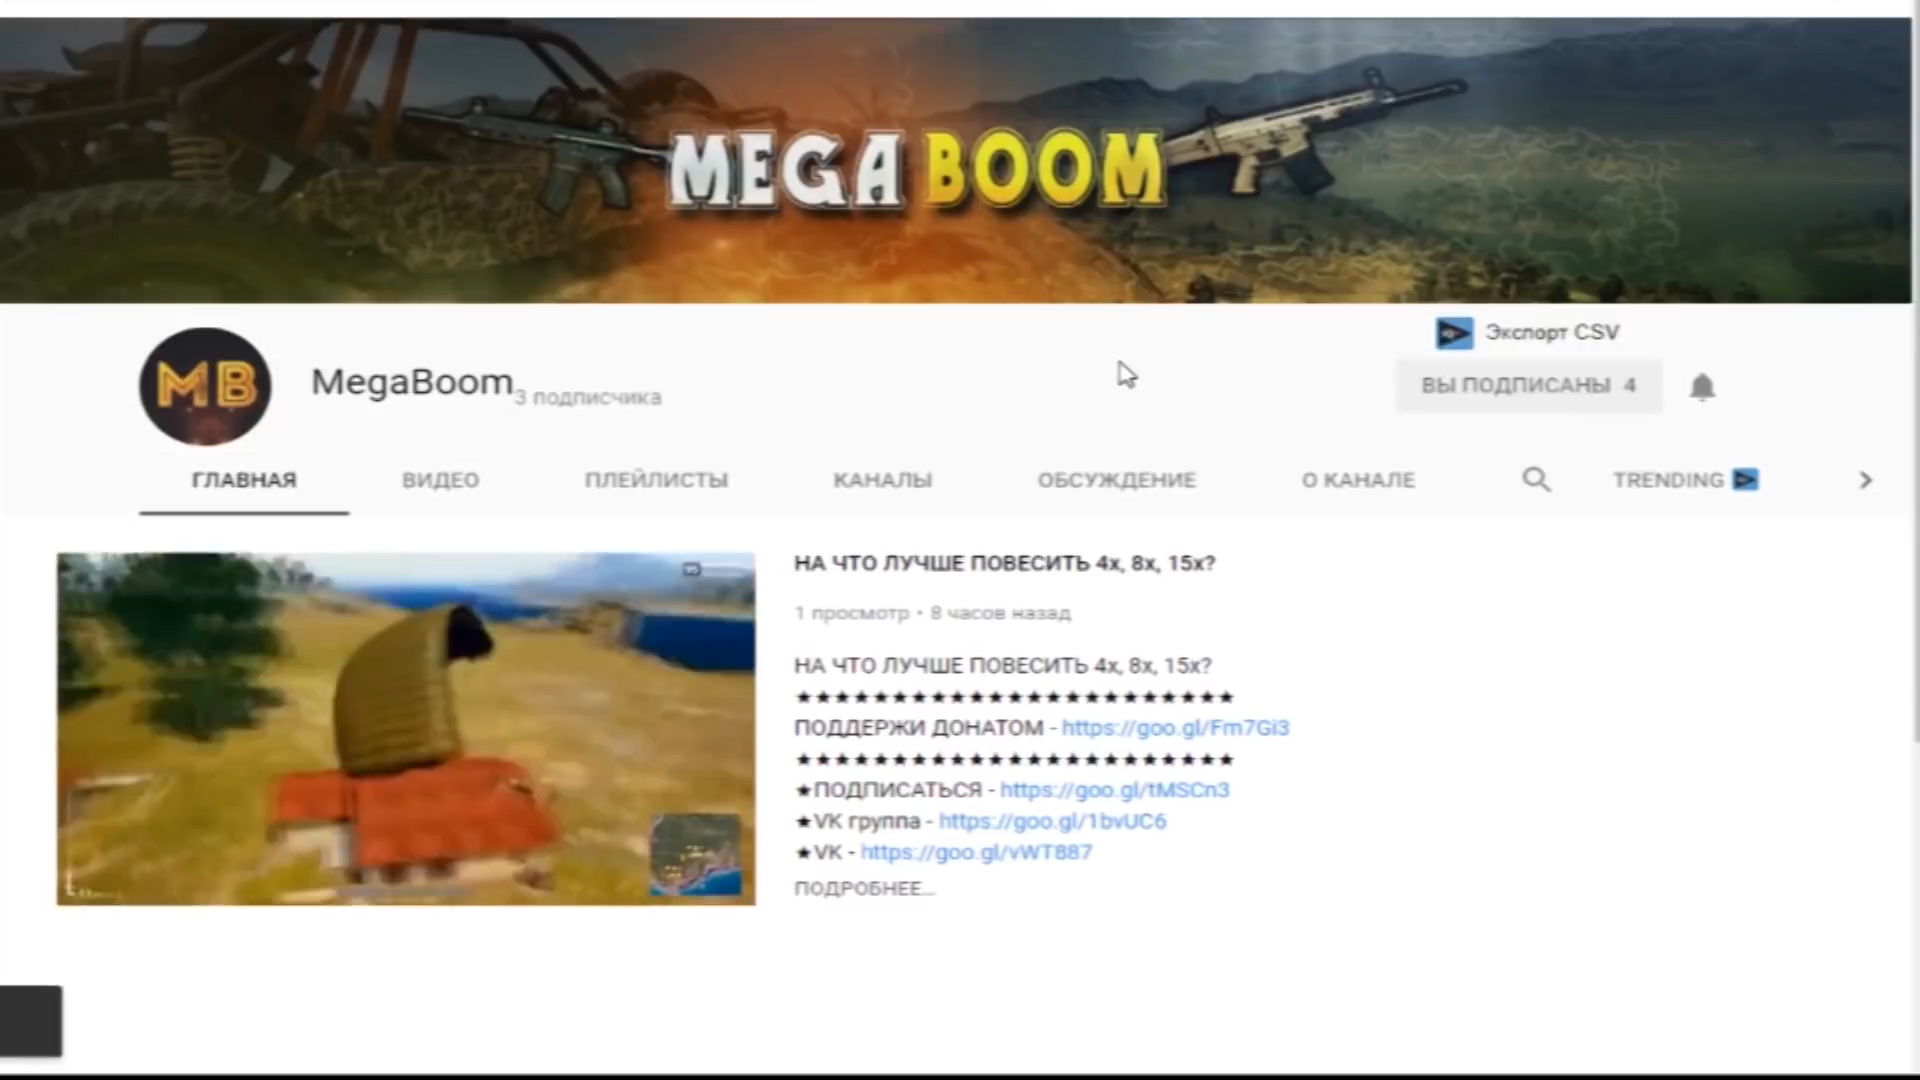 MEGA BOOM
MB
MegaBoom
3 подписчика
Экспорт CSV
ВЫ ПОДПИСАНЫ 4
ГЛАВНАЯ ВИДЕО ПЛЕЙЛИСТЫ КАНАЛЫ ОБСУЖДЕНИЕ О КАНАЛЕ TRENDING
НА ЧТО ЛУЧШЕ ПОВЕСИТЬ 4x, 8x, 15x?
1 просмотр • 8 часов назад
НА ЧТО ЛУЧШЕ ПОВЕСИТЬ 4x, 8x, 15x?
★★★★★★★★★★★★★★★★★★★★★★★
ПОДДЕРЖИ ДОНАТОМ - https://goo.gl/Fm7Gi3
★★★★★★★★★★★★★★★★★★★★★★★
★ПОДПИСАТЬСЯ - https://goo.gl/tMSCn3
★VK группа - https://goo.gl/1bvUC6
★VK - https://goo.gl/vWT887
ПОДРОБНЕЕ...